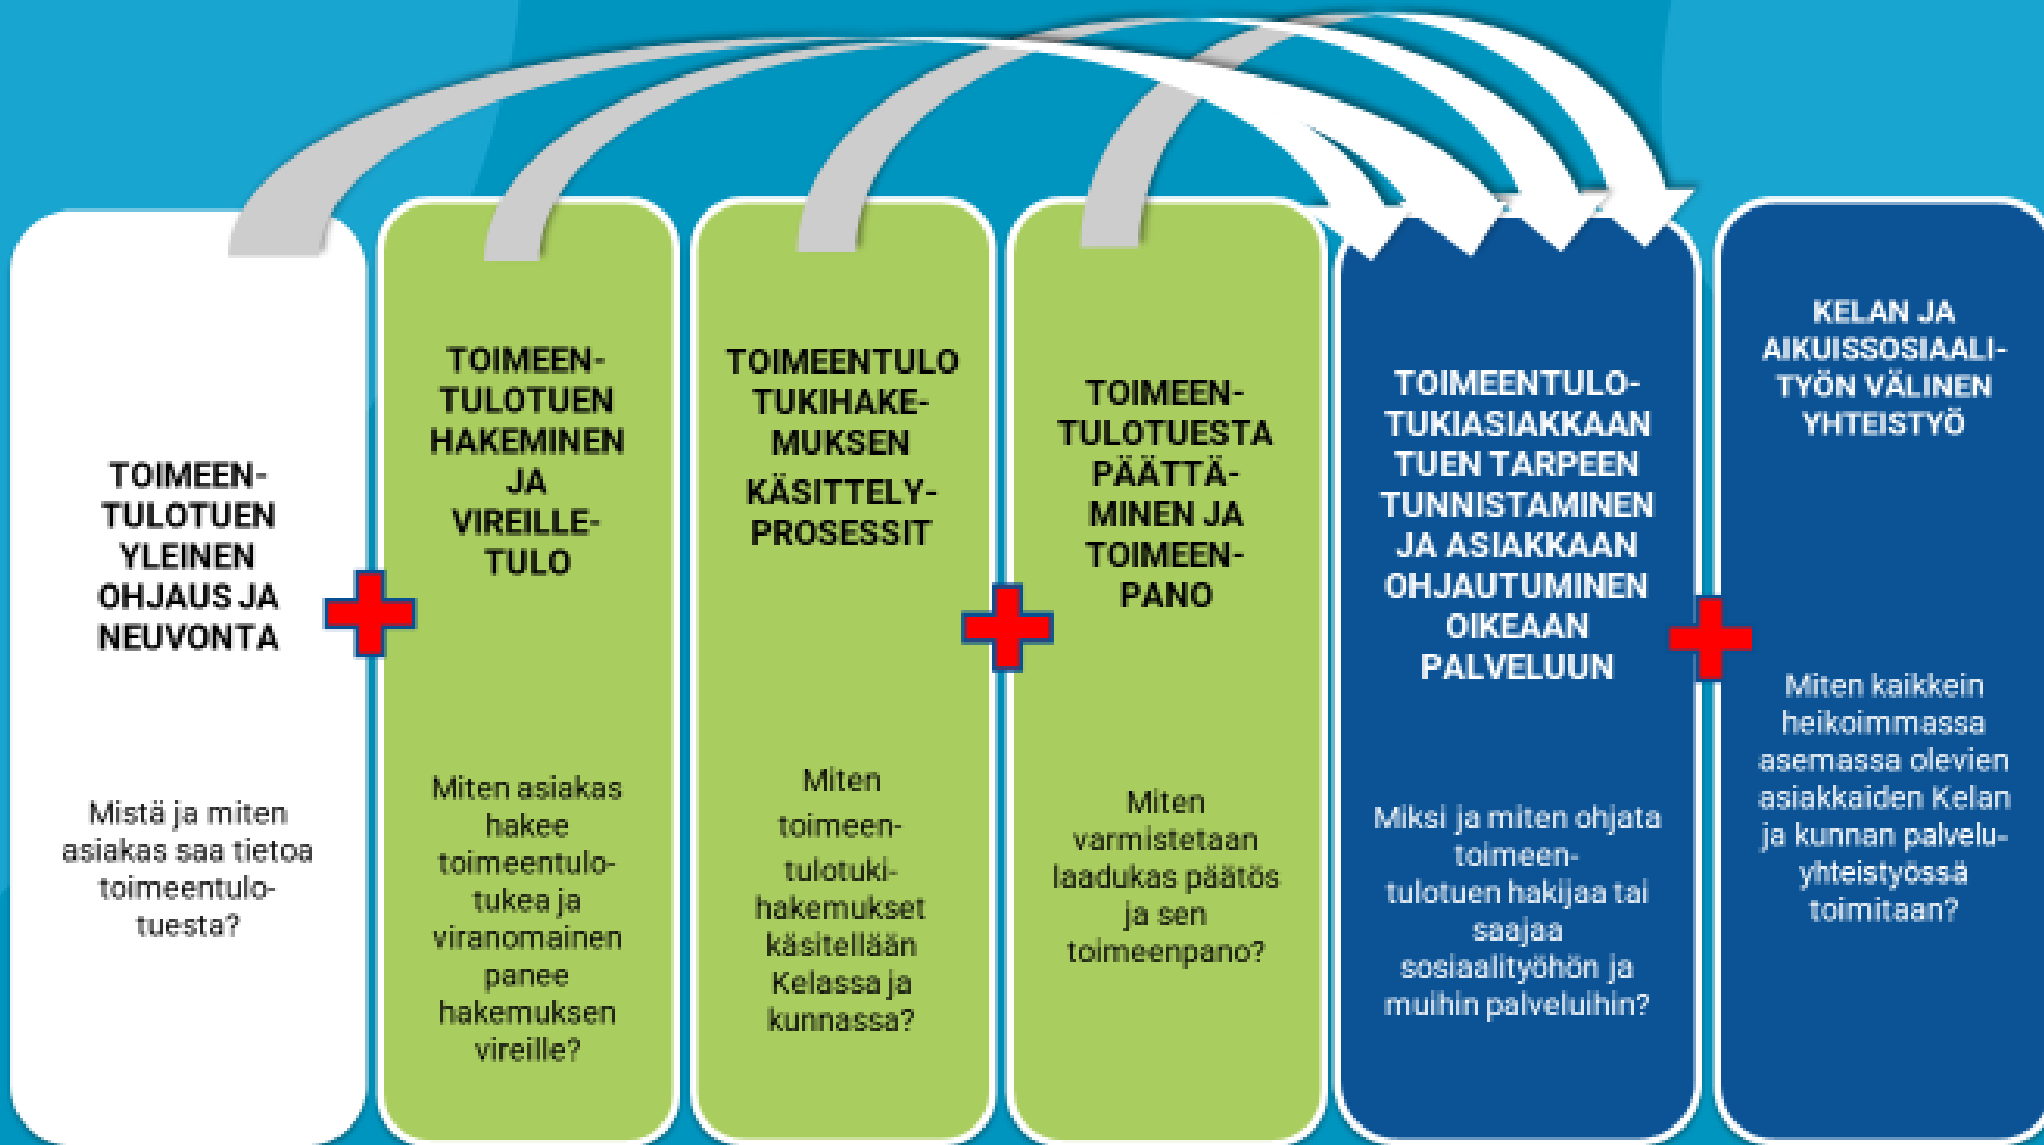 TOIMEEN-
TULOTUEN
YLEINEN
OHJAUS JA
NEUVONTA
Mistä ja miten
asiakas saa tietoa
toimeentulo-
tuesta?
TOIMEEN-
TULOTUEN
HAKEMINEN
JA
VIREILLE-
TULO
Miten asiakas
hakee
toimeentulo-
tukea ja
viranomainen
panee
hakemuksen
vireille?
TOIMEENTULO
TUKIHAKE-
MUKSEN
KÄSITTELY-
PROSESSIT
Miten
toimeen-
tulotuki-
hakemukset
käsitellään
Kelassa ja
kunnassa?
TOIMEEN-
TULOTUESTA
PÄÄTTÄ-
MINEN JA
TOIMEEN-
PANO
Miten
varmistetaan
laadukas päätös
ja sen
toimeenpano?
TOIMEENTULO-
TUKIASIAKKAAN
TUEN TARPEEN
TUNNISTAMINEN
JA ASIAKKAAN
OHJAUTUMINEN
OIKEAAN
PALVELUUN
Miksi ja miten ohjata
toimeen-
tulotuen hakijaa tai
saajaa
sosiaalityöhön ja
muihin palveluihin?
KELAN JA
AIKUISSOSIAALI-
TYÖN VÄLINEN
YHTEISTYÖ
Miten kaikkein
heikoimmassa
asemassa olevien
asiakkaiden Kelan
ja kunnan palvelu-
yhteistyössä
toimitaan?